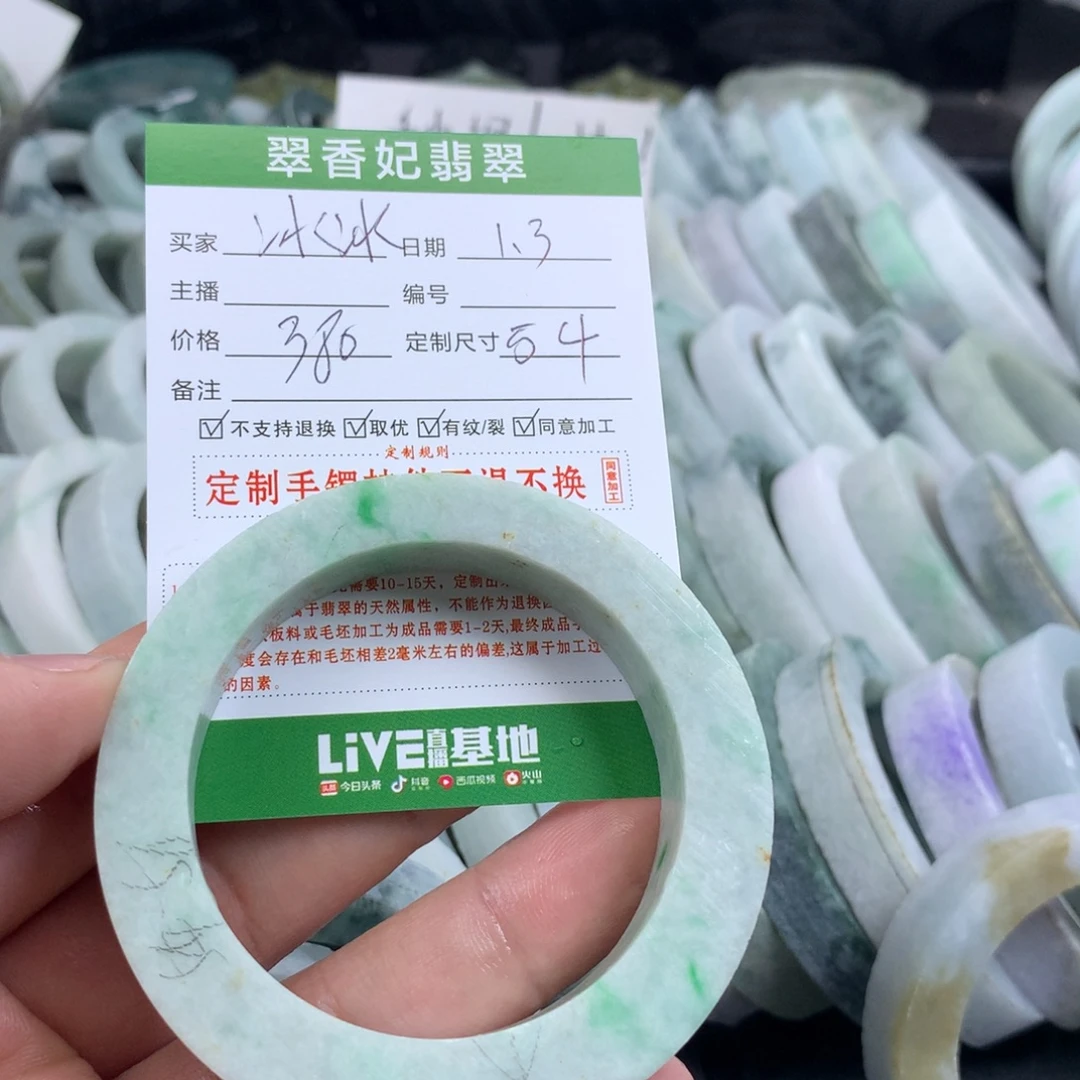 翠香妃翡翠
买家 冰冰 日期 1.3
主播 编号
价格 380 定制尺寸 54
备注
☑不支持退换 ☑取优 ☑有纹/裂 ☑同意加工
定制规则
定制手镯 不换 同意加工
需要10-15天，定制出
于翡翠的天然属性，不能作为退换
板料或毛坯加工为成品需要1-2天,最终成品
度会存在和毛坯相差2毫米左右的偏差,这属于加工过
的因素。
LiVE直播基地
头条 今日头条 抖音 西瓜视频 火山